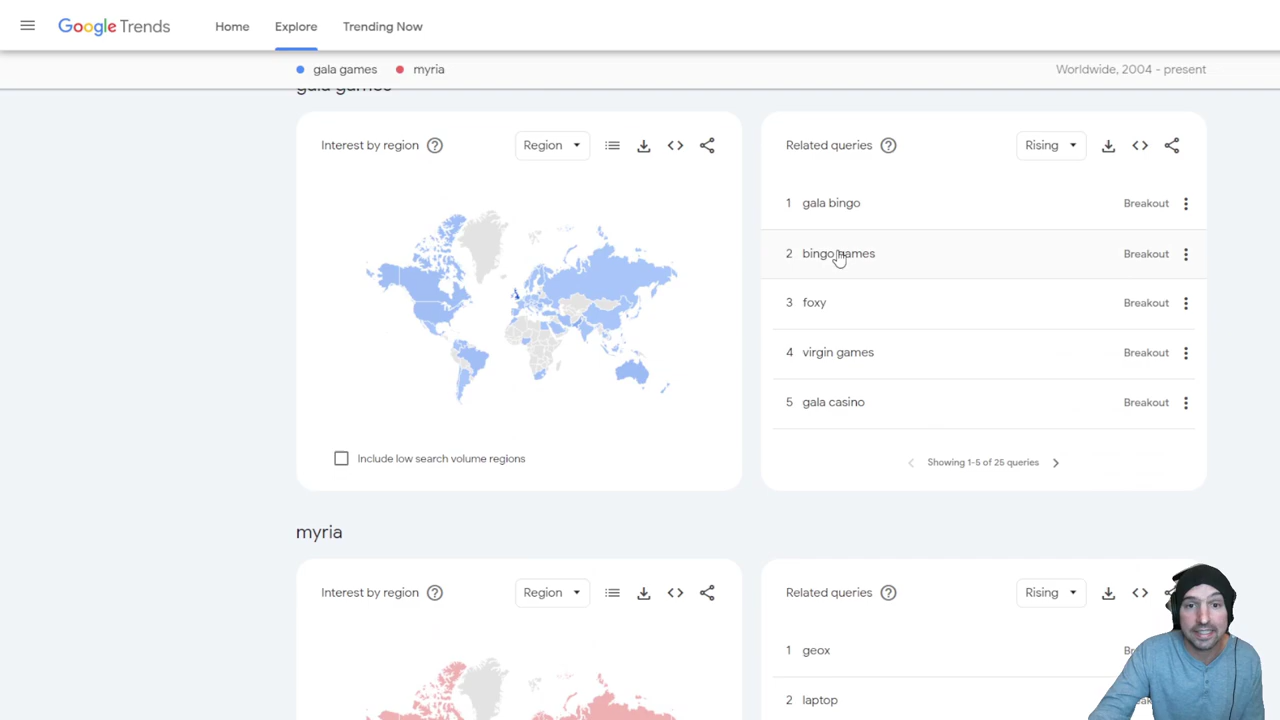 Google Trends Home Explore Trending Now
gala games myria Worldwide, 2004 - present
gala games
Interest by region Region
Related queries Rising
1 gala bingo Breakout
2 bingo games Breakout
3 foxy Breakout
4 virgin games Breakout
5 gala casino Breakout
Include low search volume regions
Showing 1-5 of 25 queries
myria
Interest by region Region
Related queries Rising
1 geox
2 laptop